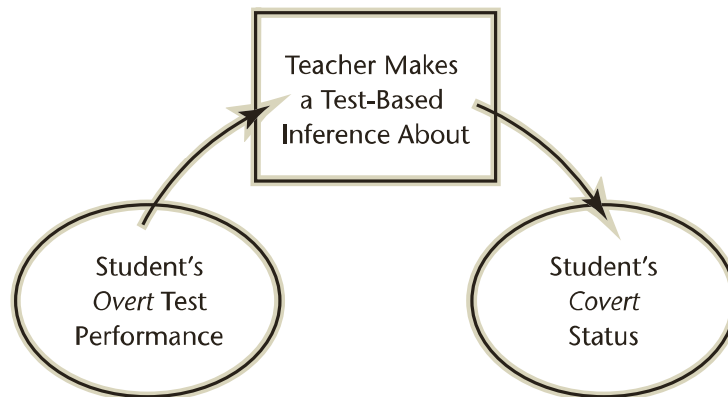 Teacher Makes
a Test-Based
Inference About
Student's
Overt Test
Performance
Student's
Covert
Status